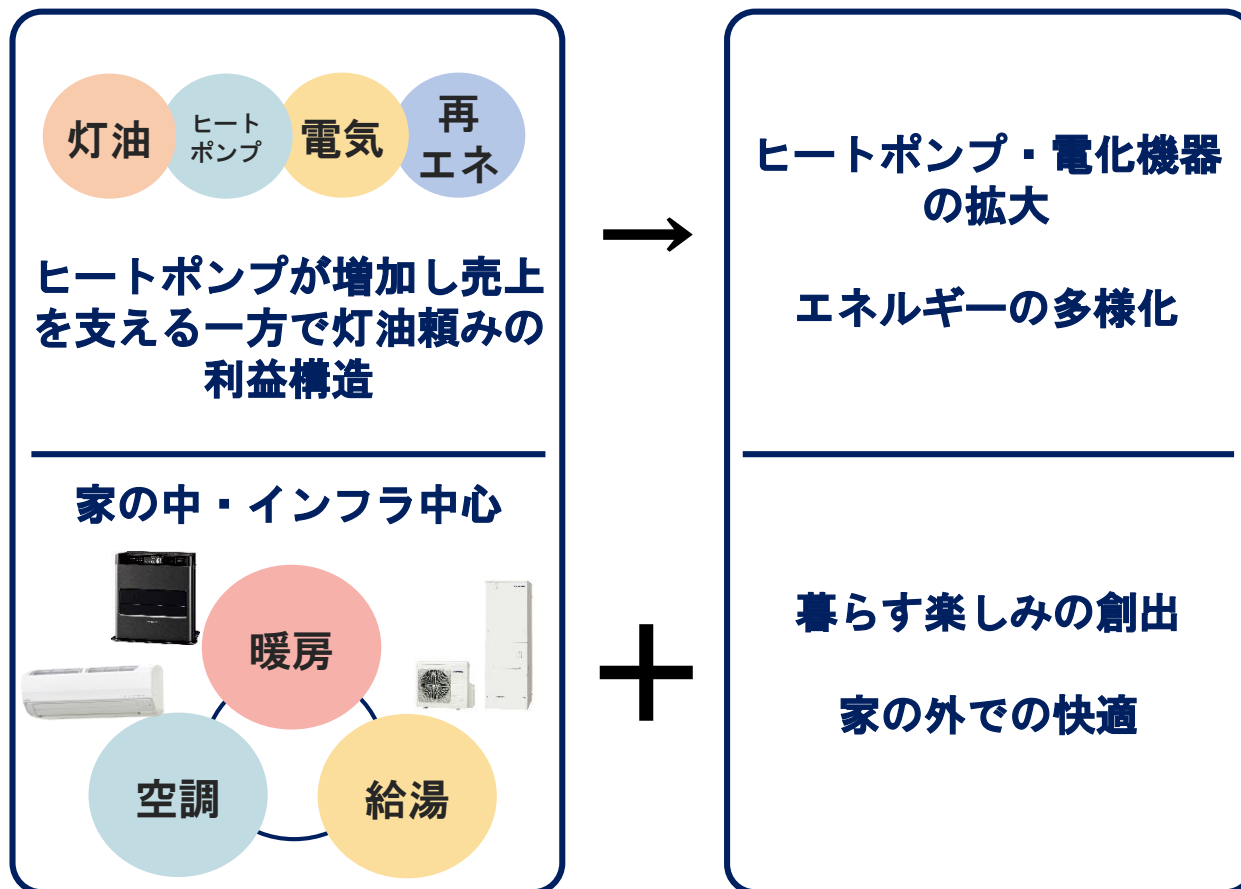 灯油
ヒート
ポンプ
電気
再
エネ
ヒートポンプが増加し売上
を支える一方で灯油頼みの
利益構造
家の中・インフラ中心
暖房
空調
給湯
→
ヒートポンプ・電化機器
の拡大
エネルギーの多様化
+
暮らす楽しみの創出
家の外での快適